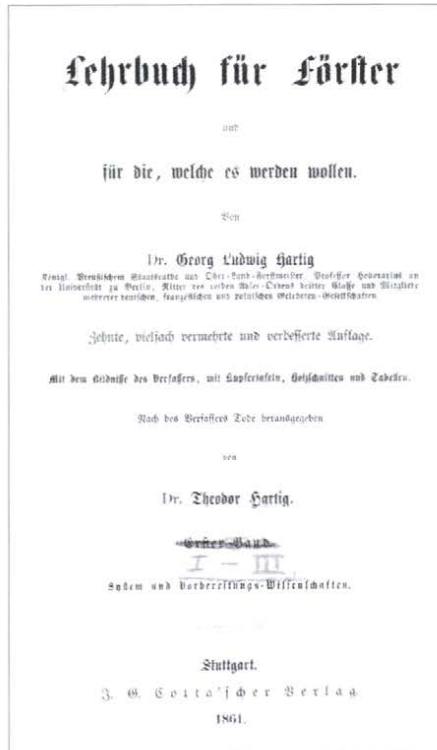 Lehrbuch für Förster
und
für die, welche es werden wollen.
Von
Dr. Georg Ludwig Hartig
Königl. Preußischem Staatsrathe und Ober-Land-Forstmeister, Professor Honorarius an
der Universität zu Berlin, Ritter des rothen Adler-Ordens dritter Classe und Mitgliede
mehrerer deutschen, französischen und polnischen Gelehrten-Gesellschaften
Zehnte, vielfach vermehrte und verbesserte Auflage.
Mit dem Bildnisse des Verfassers, mit Kupfertafeln, Holzschnitten und Tabellen.
Nach des Verfassers Tode herausgegeben
von
Dr. Theodor Hartig.
Erster Band
I – III
System und Vorbereitungs-Wissenschaften.
Stuttgart.
J. G. Cotta'scher Verlag
1861.